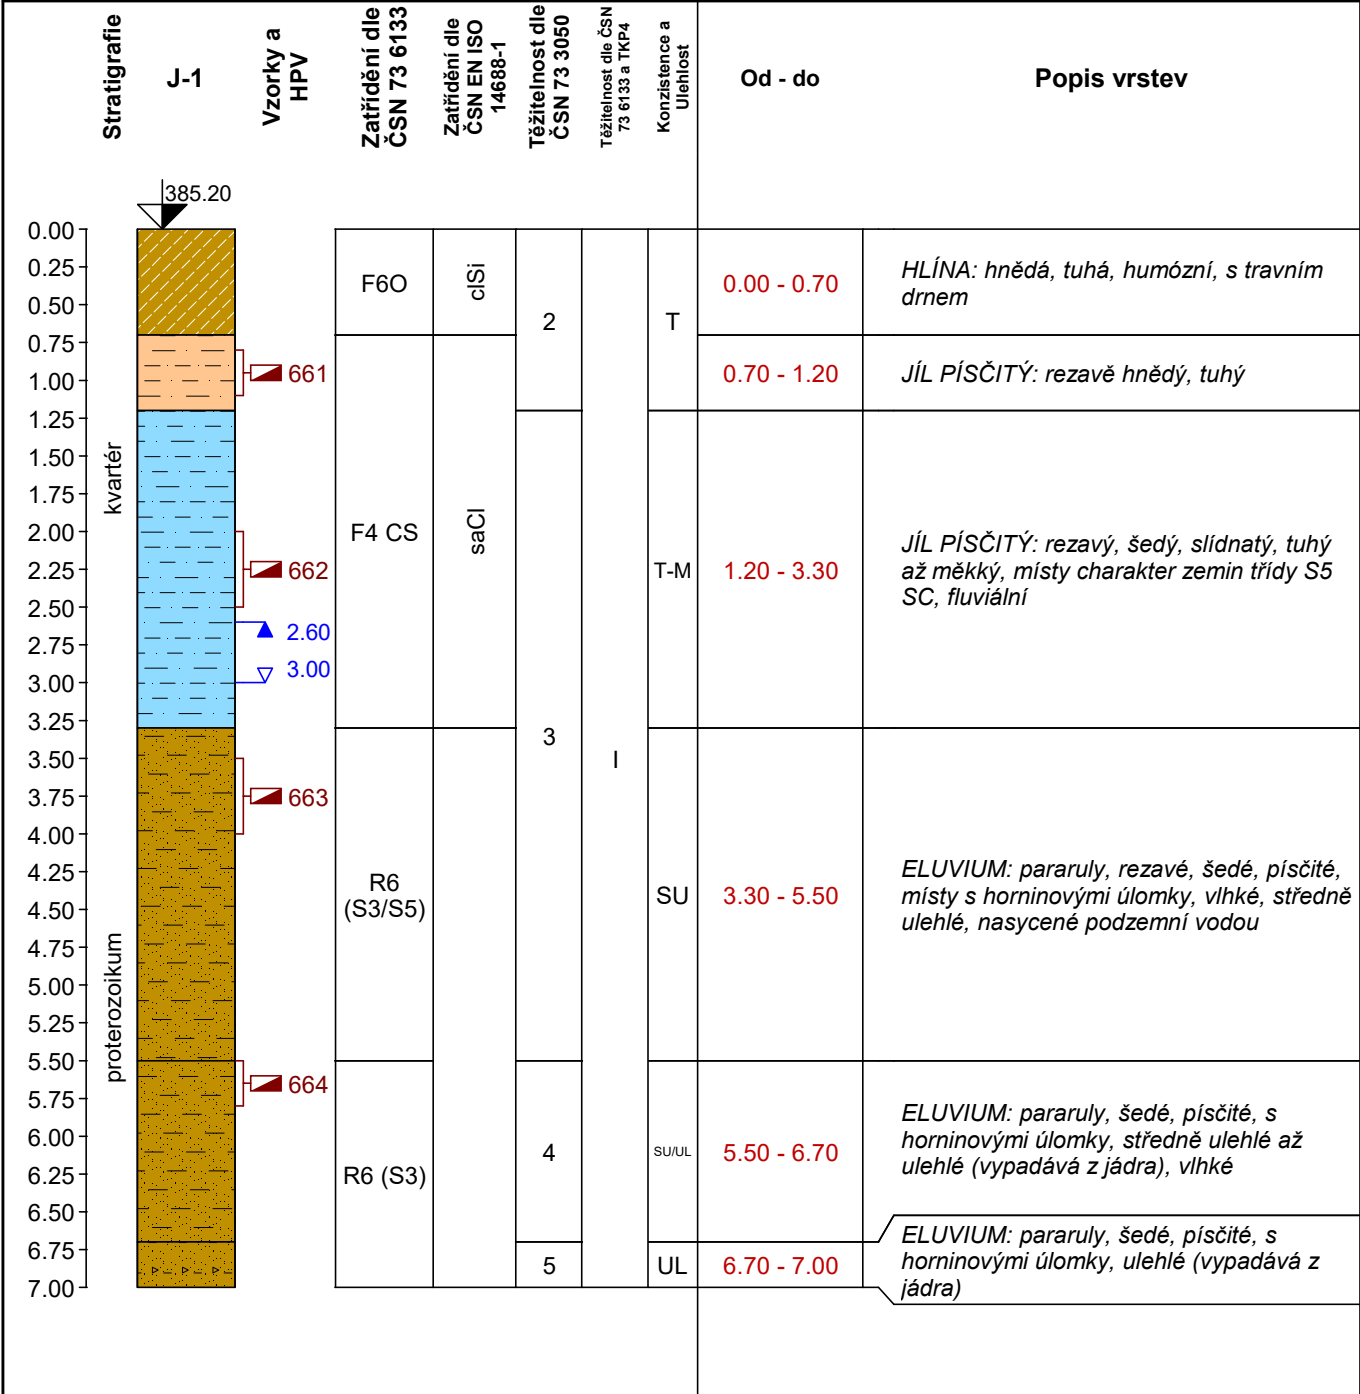 Stratigrafie
J-1
Vzorky a
HPV
Zatřídění dle
ČSN 73 6133
Zatřídění dle
ČSN EN ISO
14688-1
Těžitelnost dle
ČSN 73 3050
Těžitelnost dle ČSN
73 6133 a TKP4
Konzistence a
Ulehlost
Od - do
Popis vrstev
385.20
0.00
0.25
0.50
0.75
1.00
1.25
1.50
1.75
2.00
2.25
2.50
2.75
3.00
3.25
3.50
3.75
4.00
4.25
4.50
4.75
5.00
5.25
5.50
5.75
6.00
6.25
6.50
6.75
7.00
kvartér
proterozoikum
661
662
2.60
3.00
663
664
F6O
F4 CS
R6
(S3/S5)
R6 (S3)
clSi
saCl
2
3
4
5
I
T
T-M
SU
SU/UL
UL
0.00 - 0.70
HLÍNA: hnědá, tuhá, humózní, s travním
drnem
0.70 - 1.20
JÍL PÍSČITÝ: rezavě hnědý, tuhý
1.20 - 3.30
JÍL PÍSČITÝ: rezavý, šedý, slídnatý, tuhý
až měkký, místy charakter zemin třídy S5
SC, fluviální
3.30 - 5.50
ELUVIUM: pararuly, rezavé, šedé, písčité,
místy s horninovými úlomky, vlhké, středně
ulehlé, nasycené podzemní vodou
5.50 - 6.70
ELUVIUM: pararuly, šedé, písčité, s
horninovými úlomky, středně ulehlé až
ulehlé (vypadává z jádra), vlhké
6.70 - 7.00
ELUVIUM: pararuly, šedé, písčité, s
horninovými úlomky, ulehlé (vypadává z
jádra)